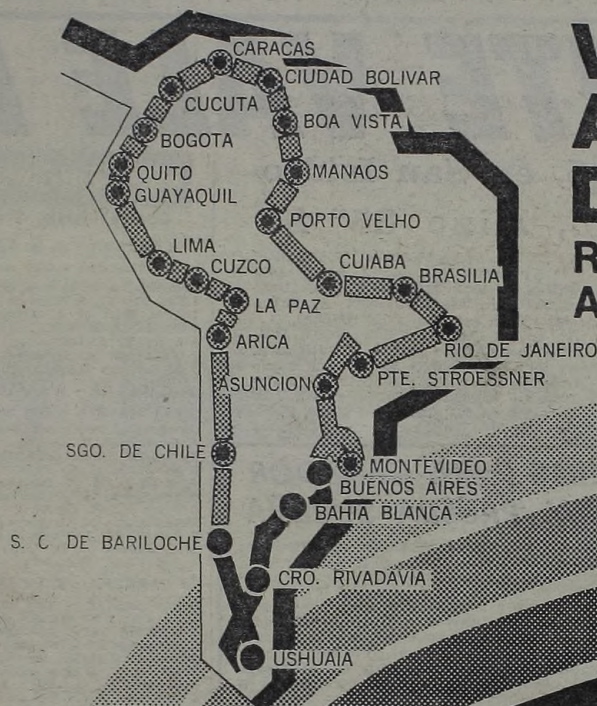 CARACAS
CIUDAD BOLIVAR
CUCUTA
BOA VISTA
BOGOTA
QUITO
MANAOS
GUAYAQUIL
PORTO VELHO
LIMA
CUZCO
CUIABA
BRASILIA
LA PAZ
ARICA
RIO DE JANEIRO
ASUNCION
PTE. STROESSNER
SGO. DE CHILE
MONTEVIDEO
BUENOS AIRES
BAHIA BLANCA
S. C DE BARILOCHE
CRO. RIVADAVIA
USHUAIA
V
A
D
R
A